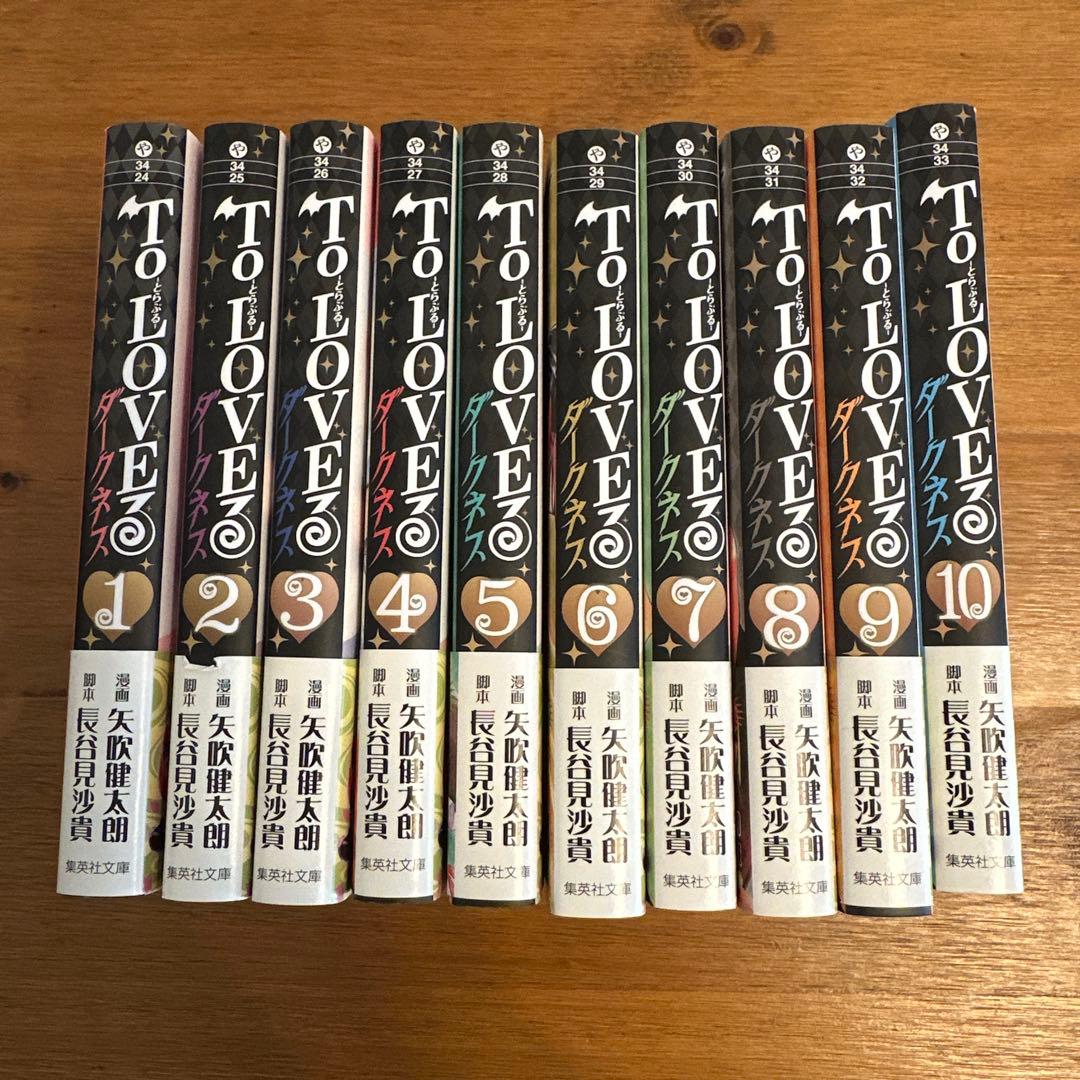 や
34
24
To LOVEる
-とらぶる-
ダークネス
1
漫画 矢吹健太朗
脚本 長谷見沙貴
集英社文庫
や
34
25
To LOVEる
-とらぶる-
ダークネス
2
漫画 矢吹健太朗
脚本 長谷見沙貴
集英社文庫
や
34
26
To LOVEる
-とらぶる-
ダークネス
3
漫画 矢吹健太朗
脚本 長谷見沙貴
集英社文庫
や
34
27
To LOVEる
-とらぶる-
ダークネス
4
漫画 矢吹健太朗
脚本 長谷見沙貴
集英社文庫
や
34
28
To LOVEる
-とらぶる-
ダークネス
5
漫画 矢吹健太朗
脚本 長谷見沙貴
集英社文庫
や
34
29
To LOVEる
-とらぶる-
ダークネス
6
漫画 矢吹健太朗
脚本 長谷見沙貴
集英社文庫
や
34
30
To LOVEる
-とらぶる-
ダークネス
7
漫画 矢吹健太朗
脚本 長谷見沙貴
集英社文庫
や
34
31
To LOVEる
-とらぶる-
ダークネス
8
漫画 矢吹健太朗
脚本 長谷見沙貴
集英社文庫
や
34
32
To LOVEる
-とらぶる-
ダークネス
9
漫画 矢吹健太朗
脚本 長谷見沙貴
集英社文庫
や
34
33
To LOVEる
-とらぶる-
ダークネス
10
漫画 矢吹健太朗
脚本 長谷見沙貴
集英社文庫